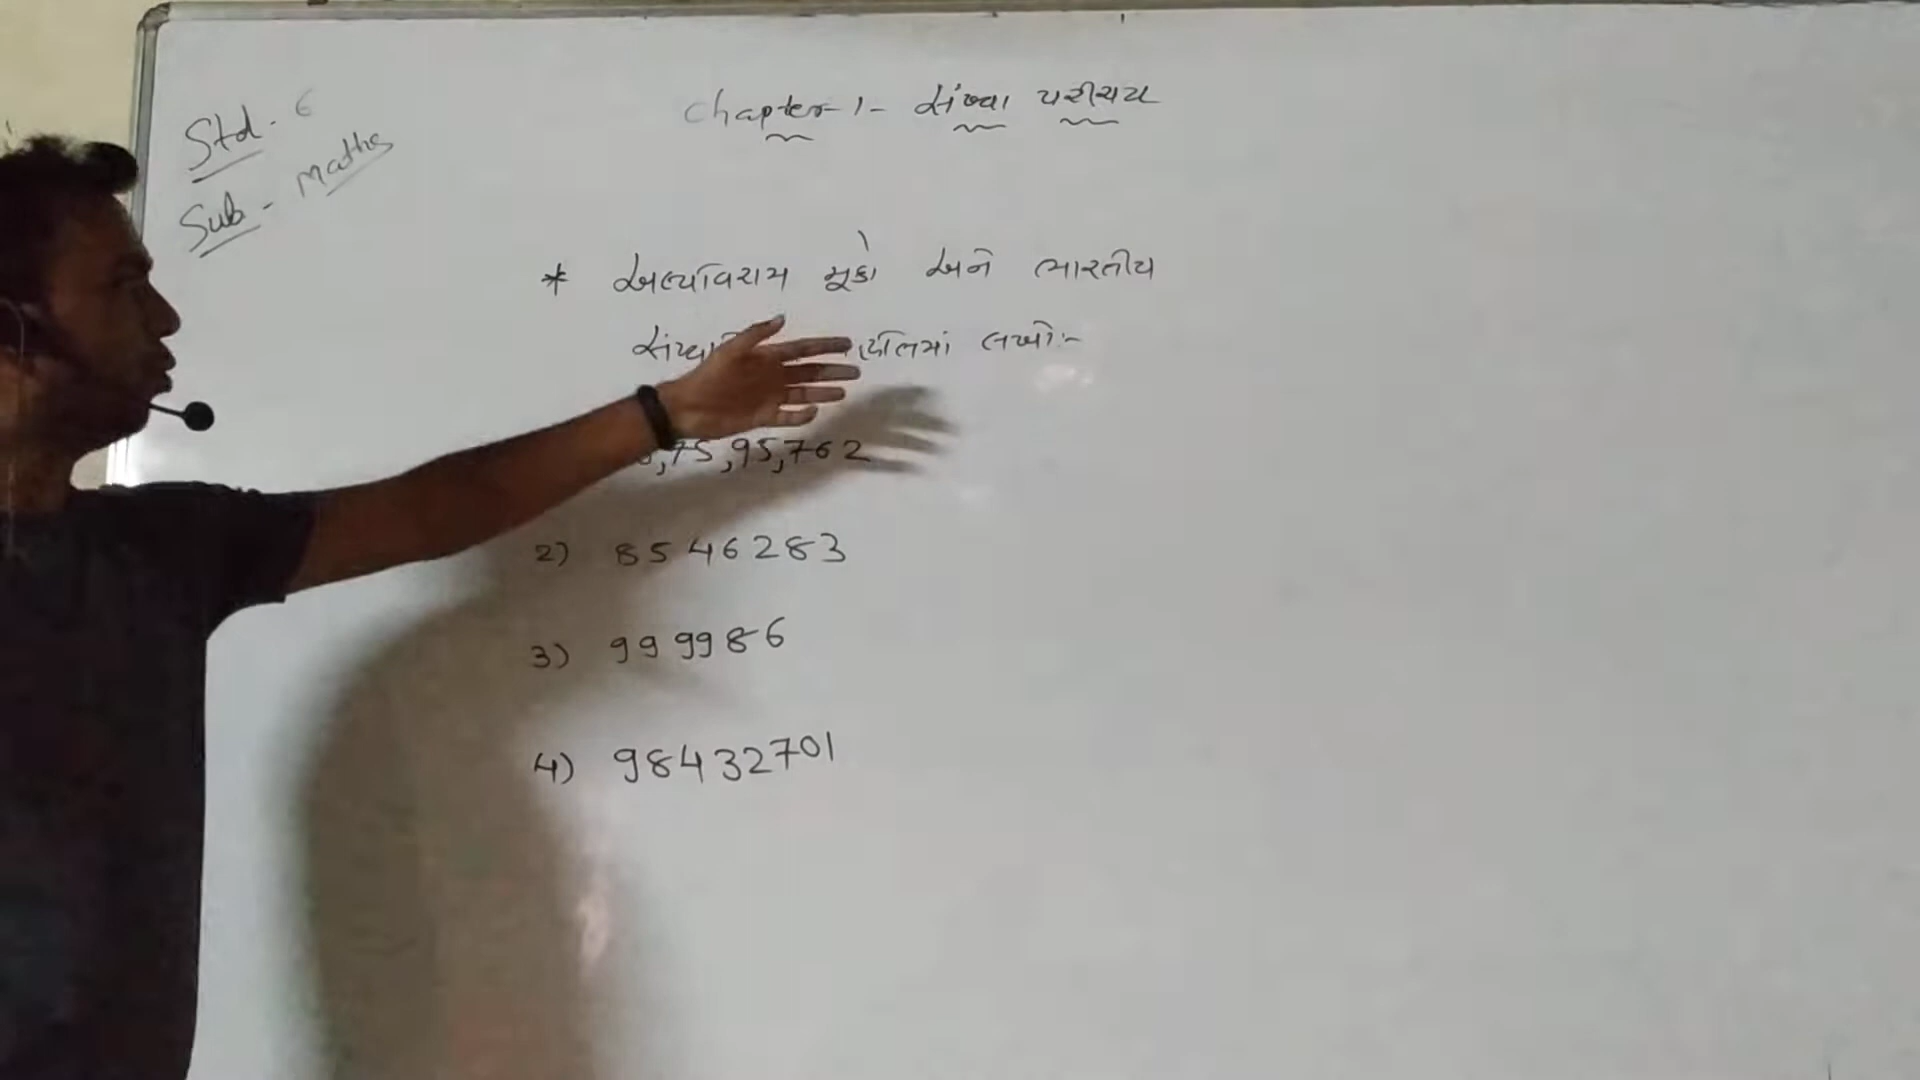 Std. 6
Sub - Maths
Chapter-1- સંખ્યા પરીચય
* અલ્પવિરામ મૂકો અને ભારતીય
લખો:-
,75,95,762
2) 8546283
3) 999986
4) 98432701